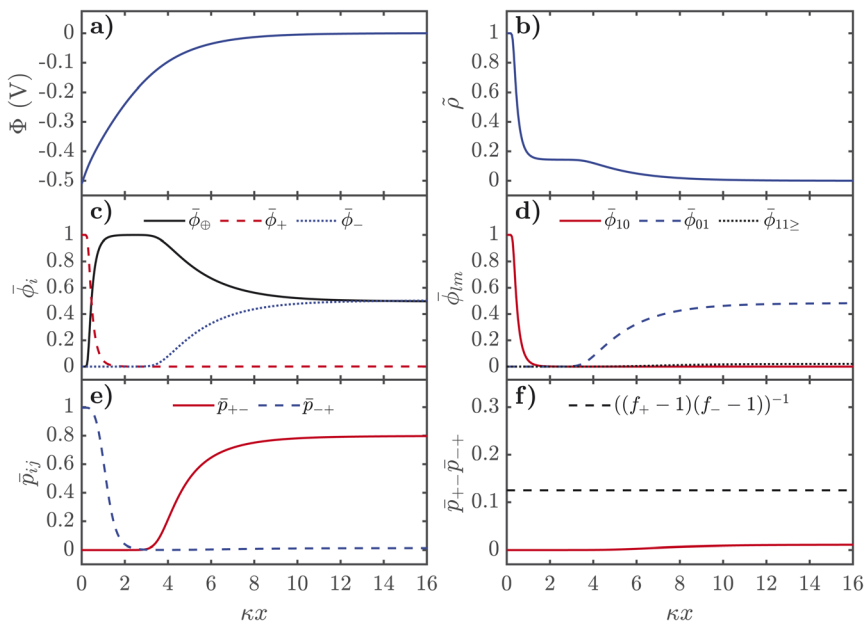 a)
0
-0.1
-0.2
-0.3
-0.4
-0.5
Φ (V)
b)
1
0.8
0.6
0.4
0.2
0
ρ̃
c)
ϕ̄⊕ ϕ̄₊ ϕ̄₋
1
0.8
0.6
0.4
0.2
0
ϕ̄ᵢ
d)
ϕ̄₁₀ ϕ̄₀₁ ϕ̄₁₁≥
1
0.8
0.6
0.4
0.2
0
ϕ̄ₗₘ
e)
p̄₊₋ p̄₋₊
1
0.8
0.6
0.4
0.2
0
p̄ᵢⱼ
0 2 4 6 8 10 12 14 16
κx
f)
((f₊ − 1)(f₋ − 1))⁻¹
0.3
0.2
0.1
0
p̄₊₋p̄₋₊
0 2 4 6 8 10 12 14 16
κx